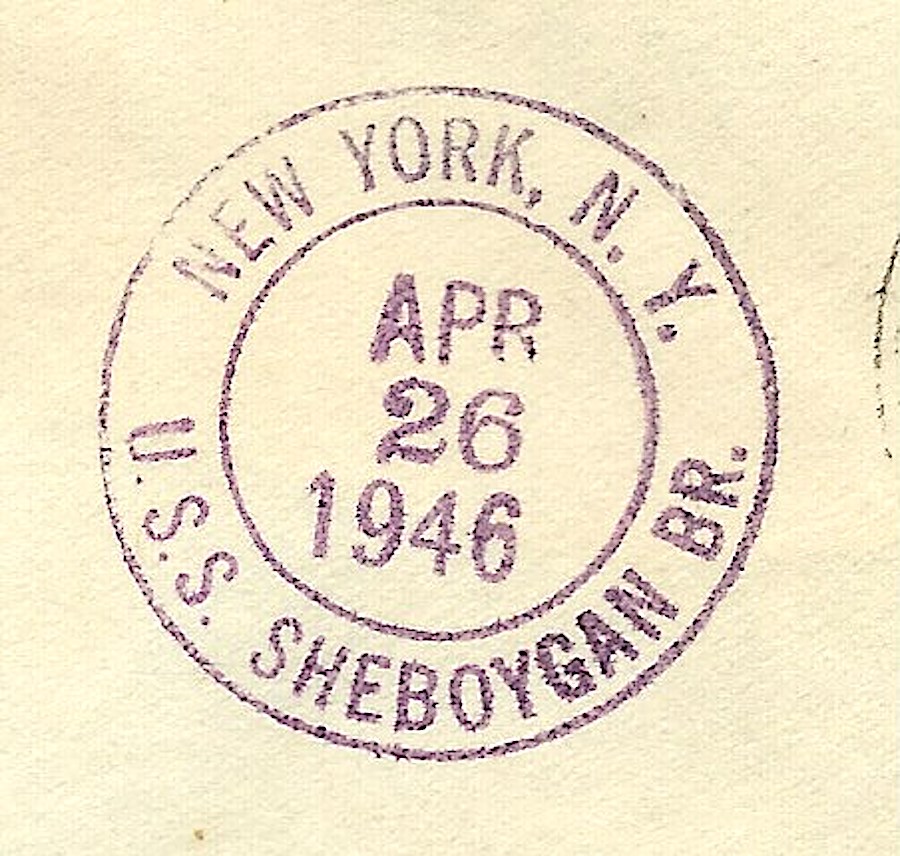 NEW YORK, N. Y.
APR
26
1946
U.S.S. SHEBOYGAN BR.